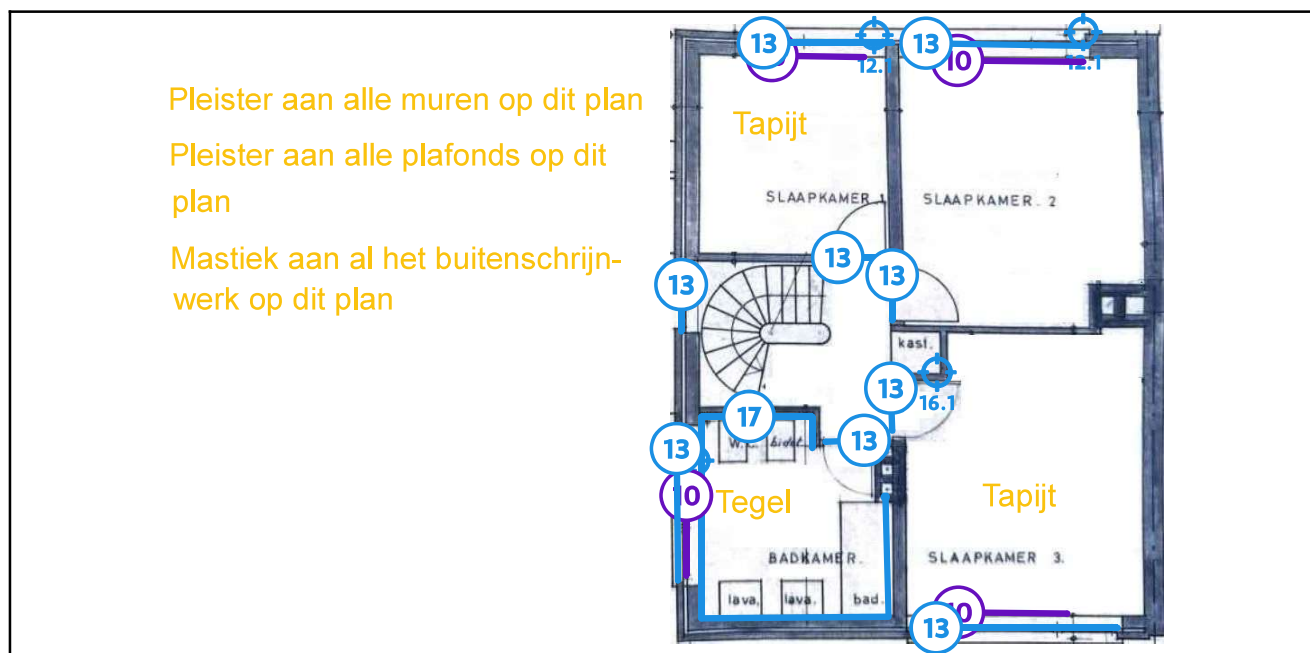 Pleister aan alle muren op dit plan
Pleister aan alle plafonds op dit
plan
Mastiek aan al het buitenschrijn-
werk op dit plan
13
12.1
13
10
12.1
Tapijt
SLAAPKAMER 1
SLAAPKAMER. 2
13
13
13
kast.
13
16.1
17
13
13
bidet
10
Tegel
Tapijt
BADKAMER.
SLAAPKAMER 3.
lava.
lava.
bad.
10
13